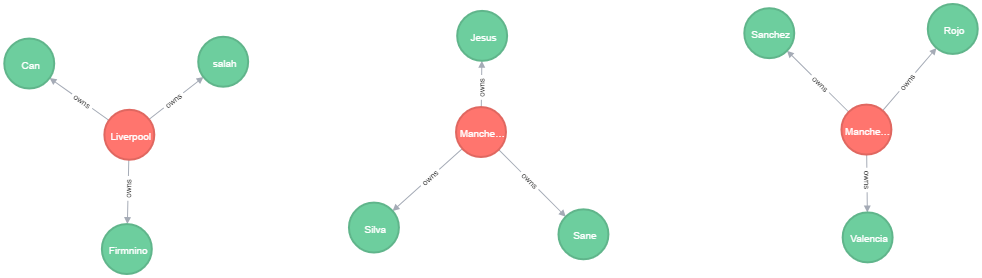 Can
salah
owns
owns
Liverpool
owns
Firmnino
Jesus
owns
Manche...
owns
owns
Silva
Sane
Sanchez
Rojo
owns
owns
Manche...
owns
Valencia